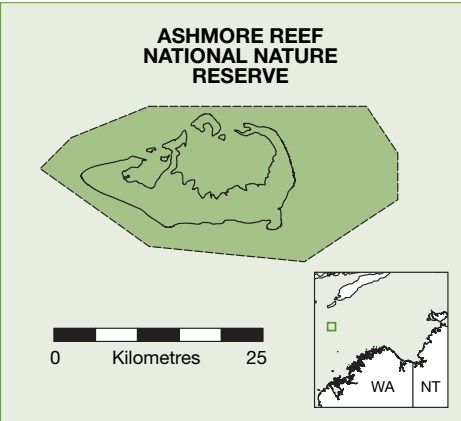 ASHMORE REEF
NATIONAL NATURE
RESERVE
0 Kilometres 25
WA NT